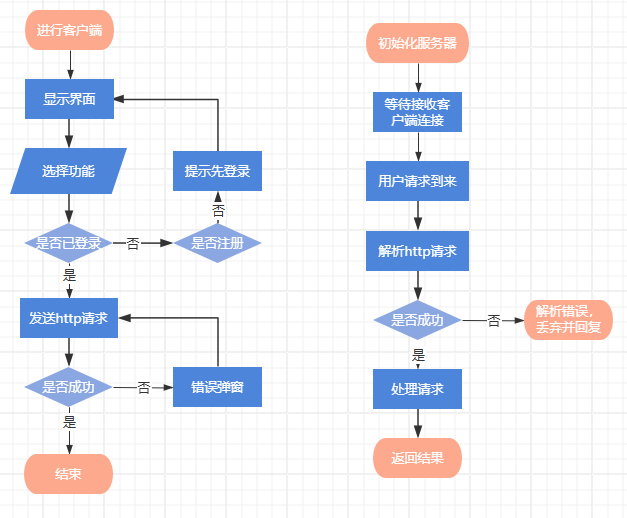 进行客户端
显示界面
选择功能
提示先登录
否
是否已登录
否
是否注册
是
发送http请求
是否成功
否
错误弹窗
是
结束
初始化服务器
等待接收客
户端连接
用户请求到来
解析http请求
是否成功
否
解析错误，
丢弃并回复
是
处理请求
返回结果